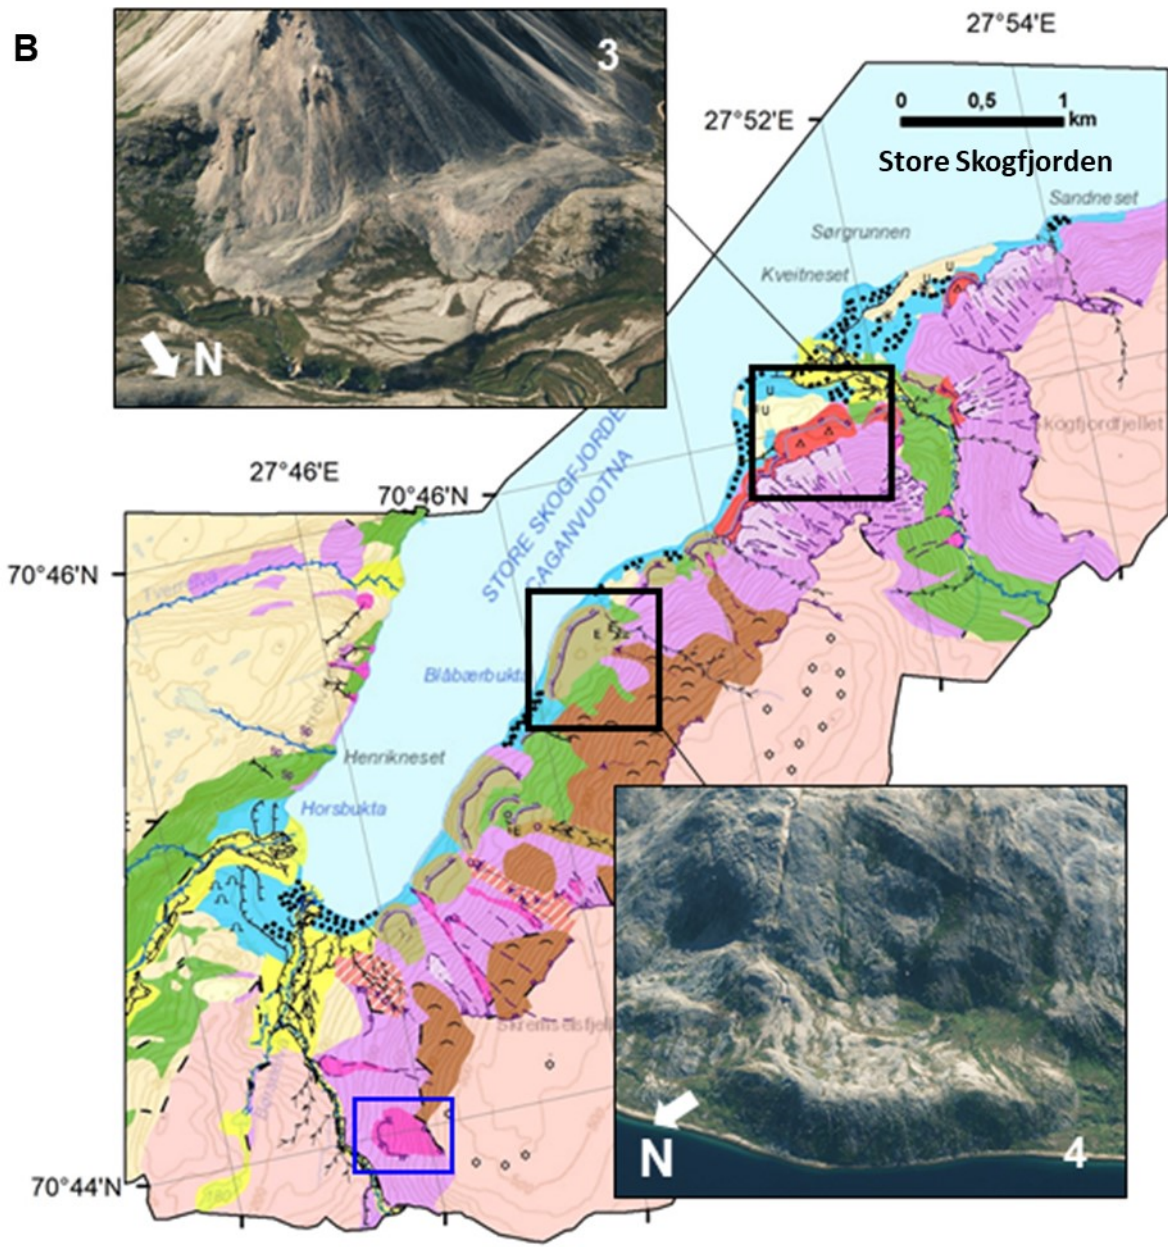 B
3
N
27°54'E
27°52'E
0 0,5 1
km
Store Skogfjorden
Sandneset
Sørgrunnen
Kveitneset
U
U
U
U
Skogfjordfjellet
27°46'E
70°46'N
STORE SKOGFJORDEN
70°46'N
E
E
Blåbærbukta
Henrikneset
Horsbukta
E
N
4
70°44'N
180